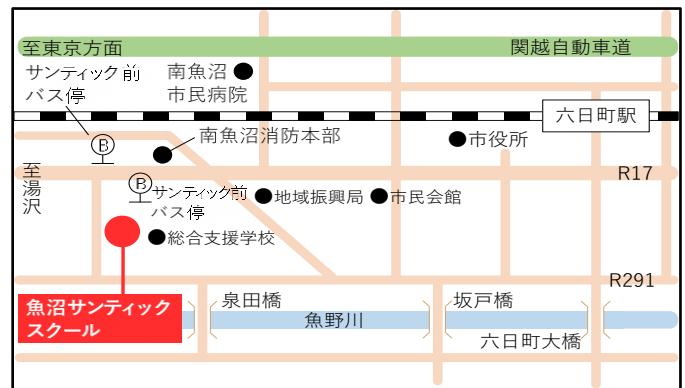 至東京方面
関越自動車道
サンティック前
バス停
南魚沼
市民病院
六日町駅
B
南魚沼消防本部
市役所
至湯沢
R17
B
サンティック前
バス停
地域振興局
市民会館
総合支援学校
R291
魚沼サンティック
スクール
泉田橋
魚野川
坂戸橋
六日町大橋